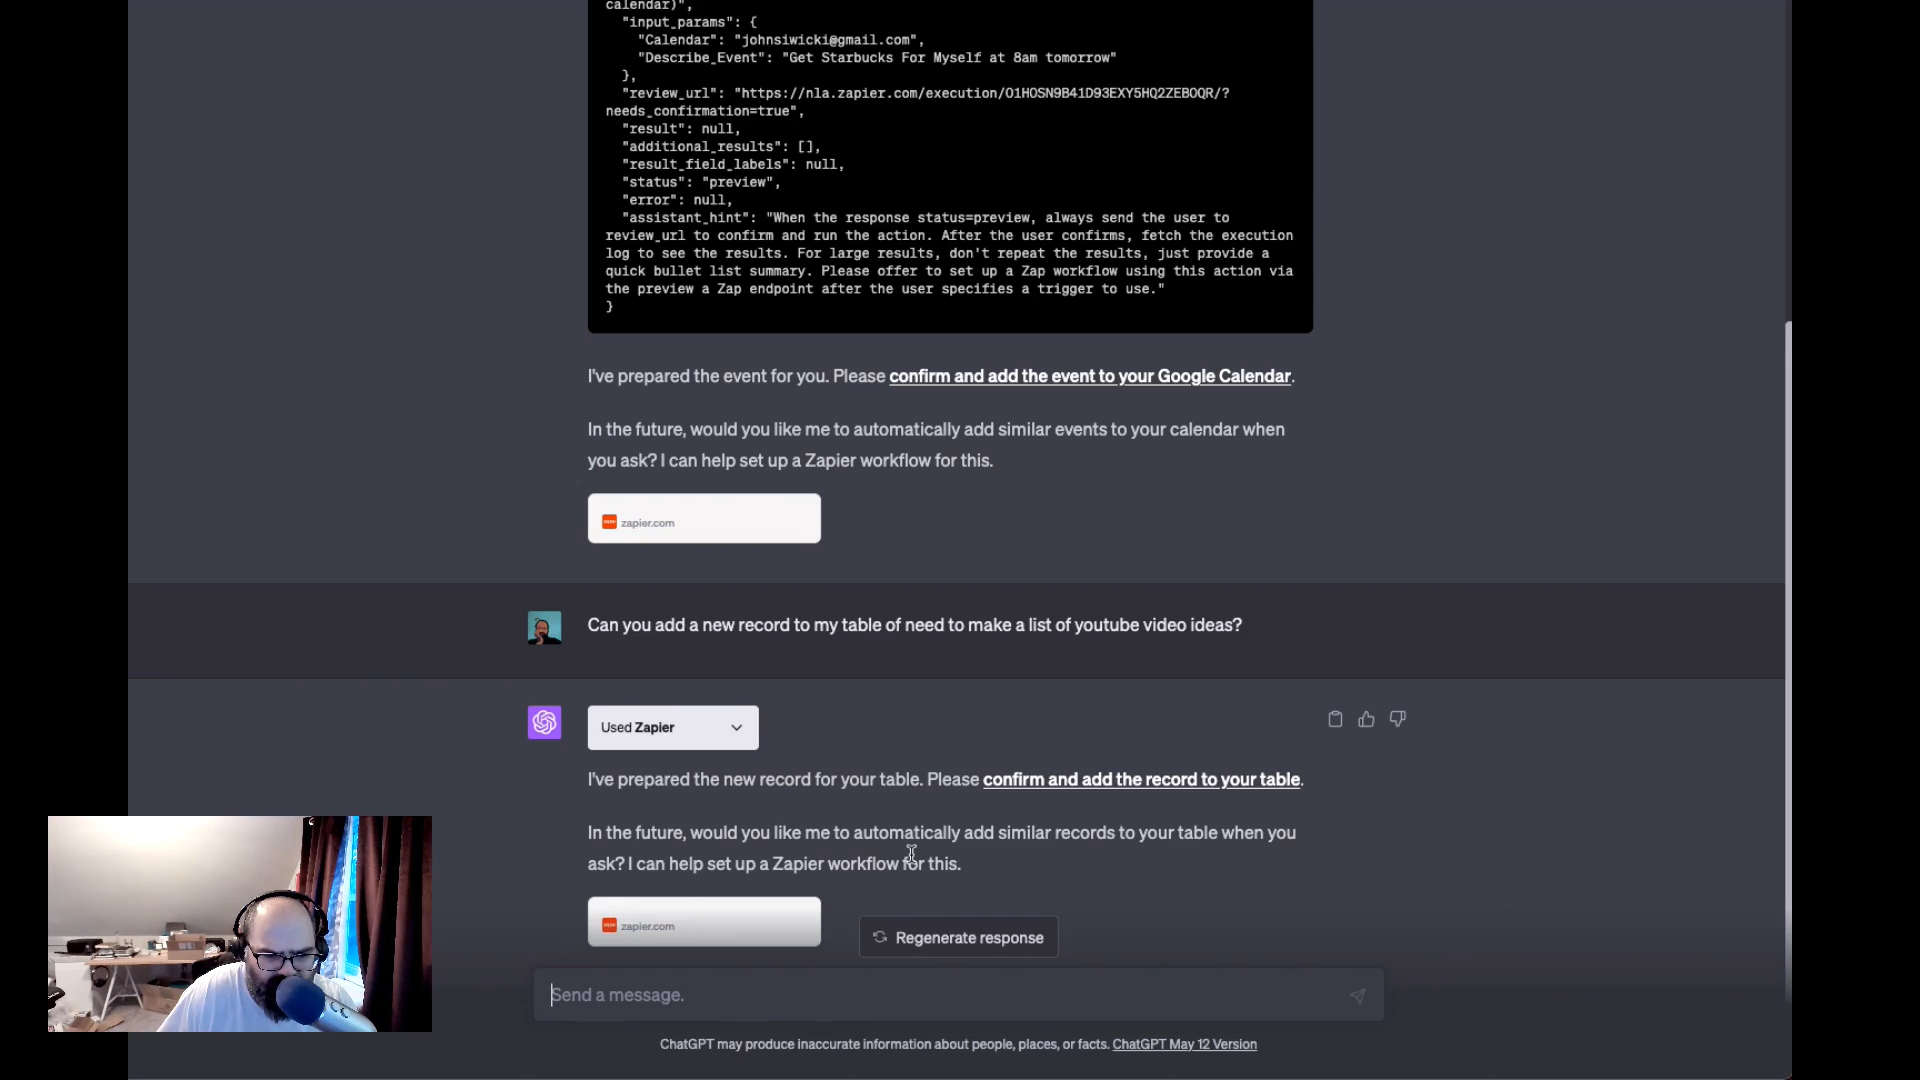 calendar)",
"input_params": {
"Calendar": "johnsiwicki@gmail.com",
"Describe_Event": "Get Starbucks For Myself at 8am tomorrow"
},
"review_url": "https://nla.zapier.com/execution/01H0SN9B41D93EXY5HQ2ZEB0QR/?
needs_confirmation=true",
"result": null,
"additional_results": [],
"result_field_labels": null,
"status": "preview",
"error": null,
"assistant_hint": "When the response status=preview, always send the user to
review_url to confirm and run the action. After the user confirms, fetch the execution
log to see the results. For large results, don't repeat the results, just provide a
quick bullet list summary. Please offer to set up a Zap workflow using this action via
the preview a Zap endpoint after the user specifies a trigger to use."
}
I've prepared the event for you. Please confirm and add the event to your Google Calendar.
In the future, would you like me to automatically add similar events to your calendar when
you ask? I can help set up a Zapier workflow for this.
zapier.com
Can you add a new record to my table of need to make a list of youtube video ideas?
Used Zapier
I've prepared the new record for your table. Please confirm and add the record to your table.
In the future, would you like me to automatically add similar records to your table when you
ask? I can help set up a Zapier workflow for this.
zapier.com
Regenerate response
Send a message.
ChatGPT may produce inaccurate information about people, places, or facts. ChatGPT May 12 Version